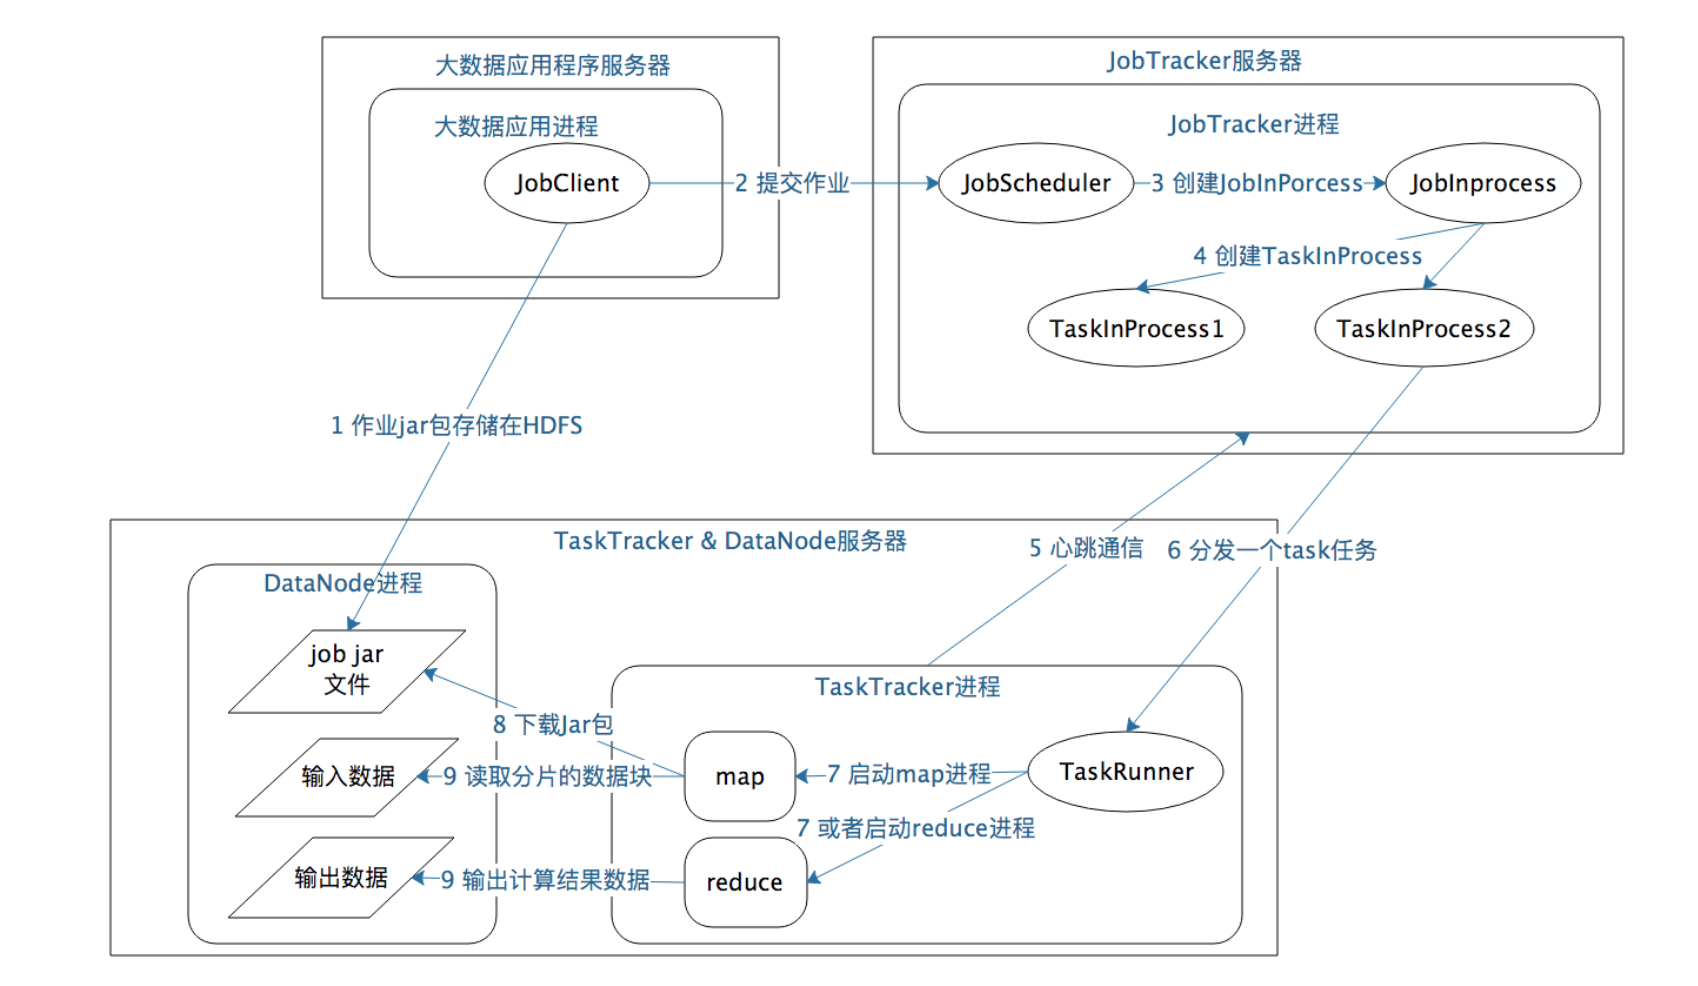 大数据应用程序服务器
大数据应用进程
JobClient
2 提交作业
JobTracker服务器
JobTracker进程
JobScheduler
3 创建JobInPorcess
JobInprocess
4 创建TaskInProcess
TaskInProcess1
TaskInProcess2
1 作业jar包存储在HDFS
TaskTracker & DataNode服务器
5 心跳通信
6 分发一个task任务
DataNode进程
job jar
文件
输入数据
输出数据
8 下载Jar包
9 读取分片的数据块
9 输出计算结果数据
TaskTracker进程
map
reduce
7 启动map进程
7 或者启动reduce进程
TaskRunner